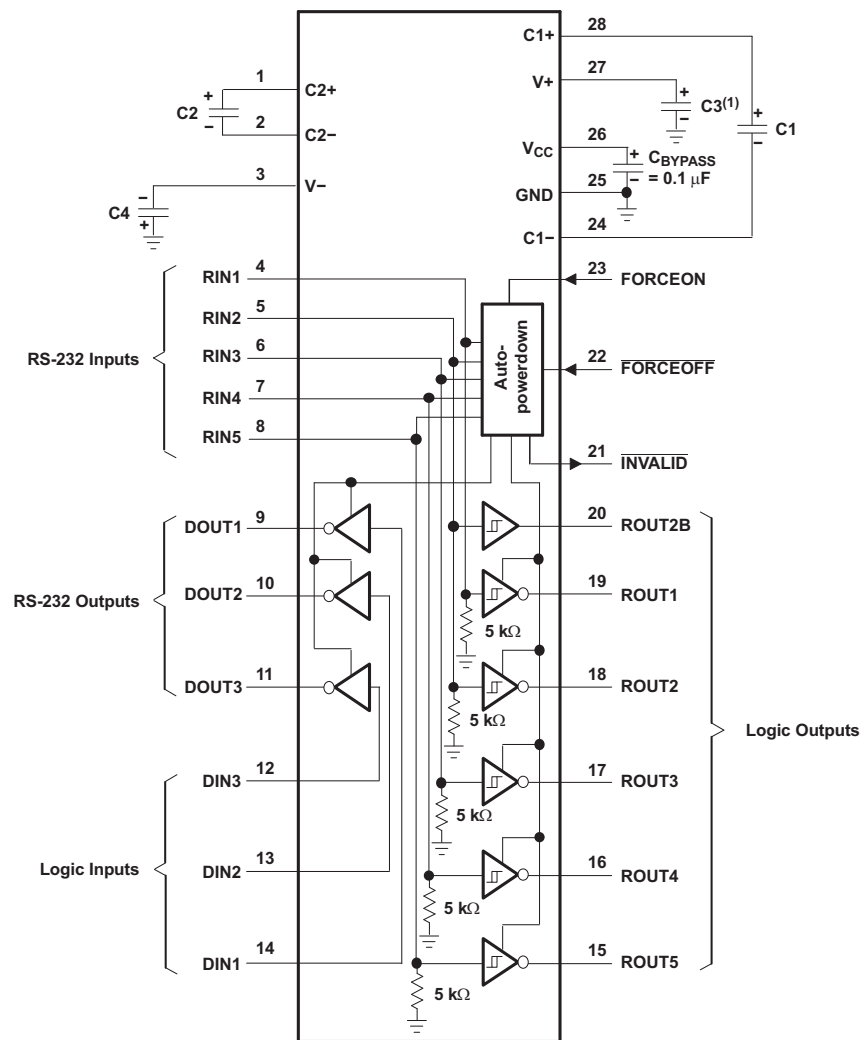 28
C1+
1
C2+
V+
27
+
C2
−
+
C3(1)
−
+
C1
−
2
C2−
26
VCC
+
CBYPASS
−
= 0.1 μF
3
V−
25
GND
−
C4
+
24
C1−
RIN1
4
23
FORCEON
RIN2
5
RS-232 Inputs
RIN3
6
Auto-
powerdown
22
FORCEOFF
RIN4
7
RIN5
8
21
INVALID
DOUT1
9
20
ROUT2B
RS-232 Outputs
DOUT2
10
19
ROUT1
5 kΩ
DOUT3
11
18
ROUT2
5 kΩ
Logic Outputs
DIN3
12
17
ROUT3
5 kΩ
Logic Inputs
DIN2
13
16
ROUT4
5 kΩ
DIN1
14
15
ROUT5
5 kΩ